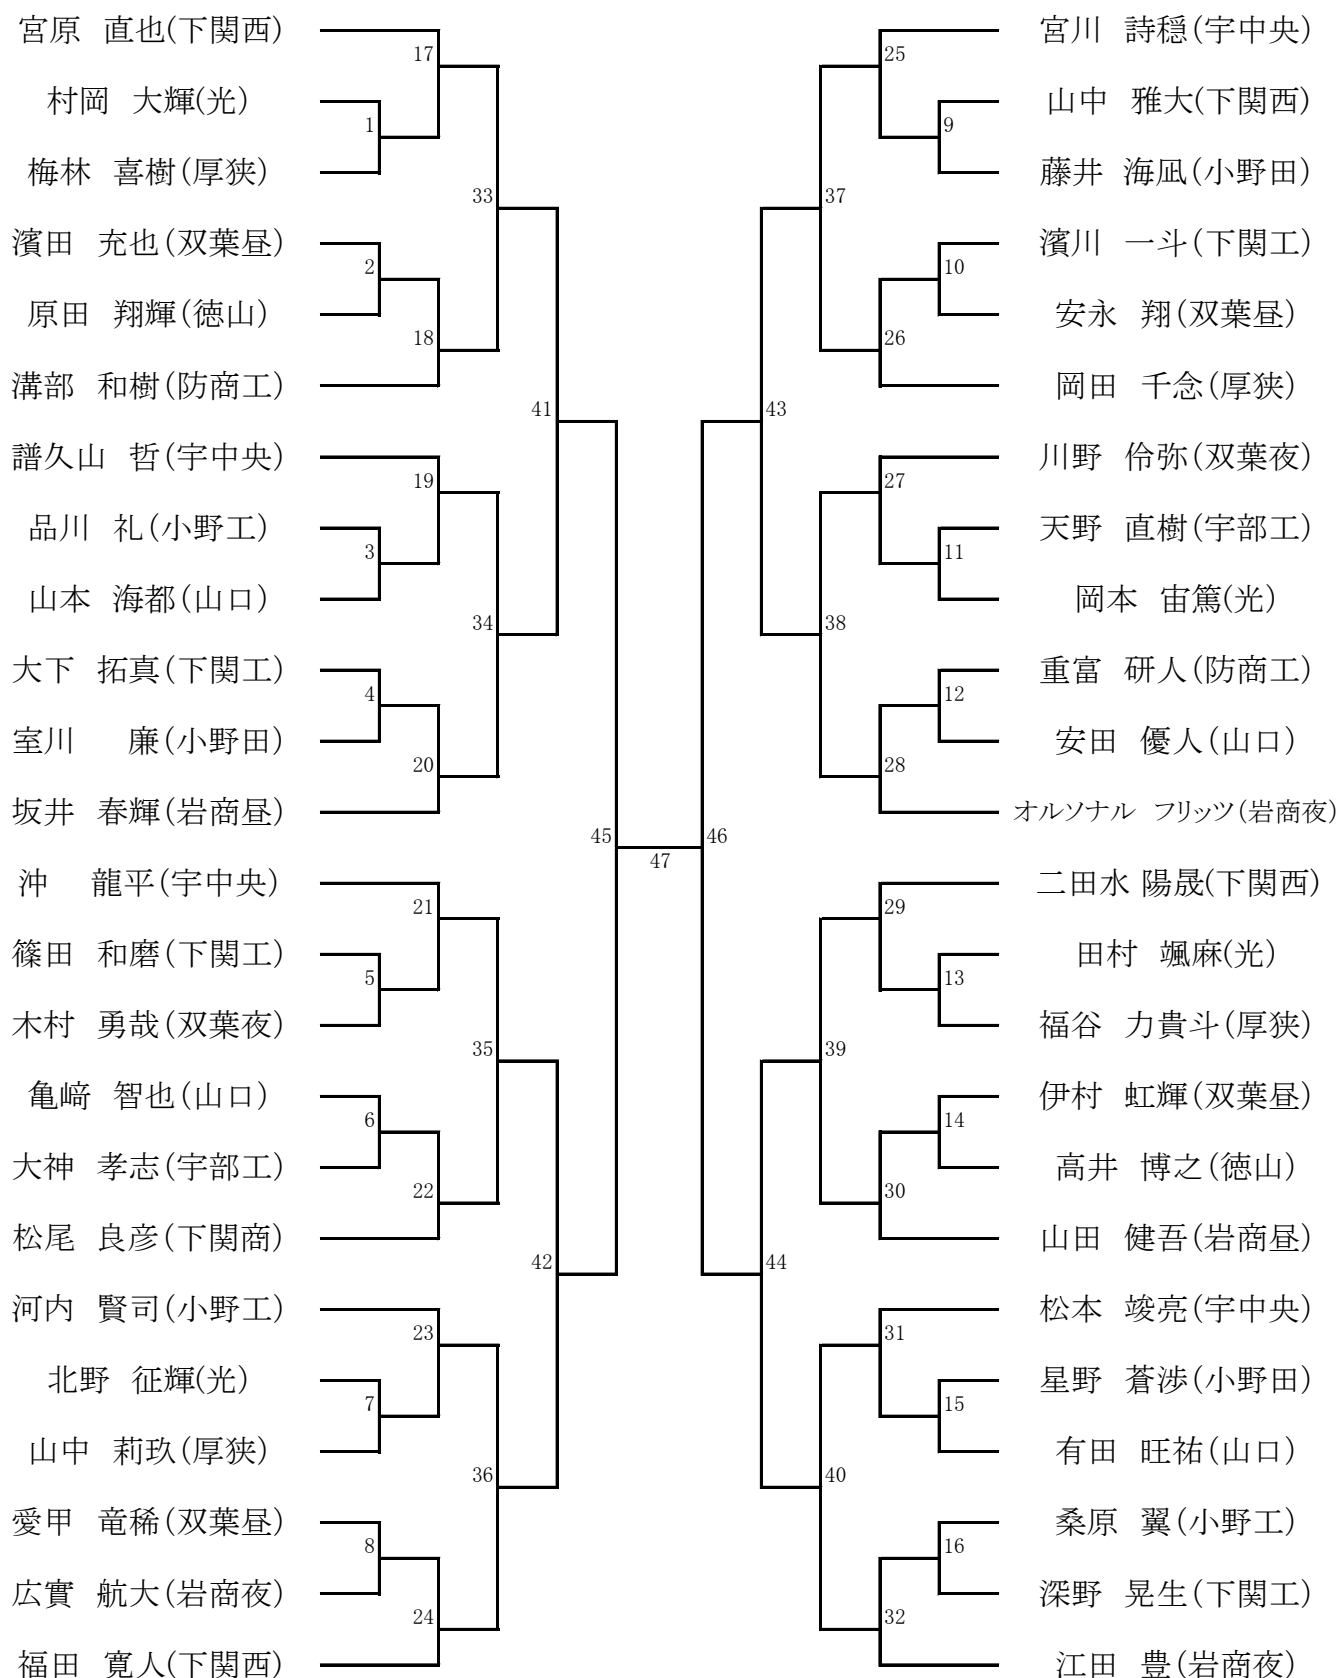 宮原 直也(下関西)
17
村岡 大輝(光)
1
梅林 喜樹(厚狭)
33
濱田 充也(双葉昼)
2
原田 翔輝(徳山)
18
溝部 和樹(防商工)
41
譜久山 哲(宇中央)
19
品川 礼(小野工)
3
山本 海都(山口)
34
大下 拓真(下関工)
4
室川 廉(小野田)
20
坂井 春輝(岩商昼)
45
沖 龍平(宇中央)
21
篠田 和磨(下関工)
5
木村 勇哉(双葉夜)
35
亀﨑 智也(山口)
6
大神 孝志(宇部工)
22
松尾 良彦(下関商)
42
河内 賢司(小野工)
23
北野 征輝(光)
7
山中 莉玖(厚狭)
36
愛甲 竜稀(双葉昼)
8
広實 航大(岩商夜)
24
福田 寛人(下関西)
47
宮川 詩穏(宇中央)
25
山中 雅大(下関西)
9
藤井 海凪(小野田)
37
濱川 一斗(下関工)
10
安永 翔(双葉昼)
26
岡田 千念(厚狭)
43
川野 伶弥(双葉夜)
27
天野 直樹(宇部工)
11
岡本 宙篤(光)
38
重富 研人(防商工)
12
安田 優人(山口)
28
オルソナル フリッツ(岩商夜)
46
二田水 陽晟(下関西)
29
田村 颯麻(光)
13
福谷 力貴斗(厚狭)
39
伊村 虹輝(双葉昼)
14
高井 博之(徳山)
30
山田 健吾(岩商昼)
44
松本 竣亮(宇中央)
31
星野 蒼渉(小野田)
15
有田 旺祐(山口)
40
桑原 翼(小野工)
16
深野 晃生(下関工)
32
江田 豊(岩商夜)